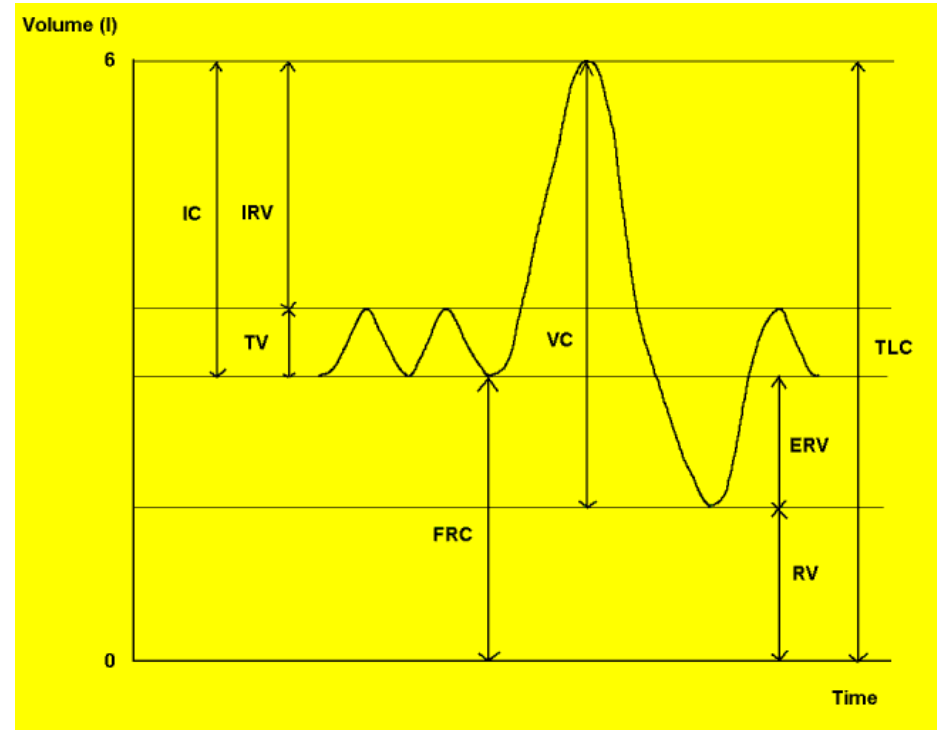 Volume (l)
6
IC IRV
TV VC TLC
ERV
FRC
RV
0
Time